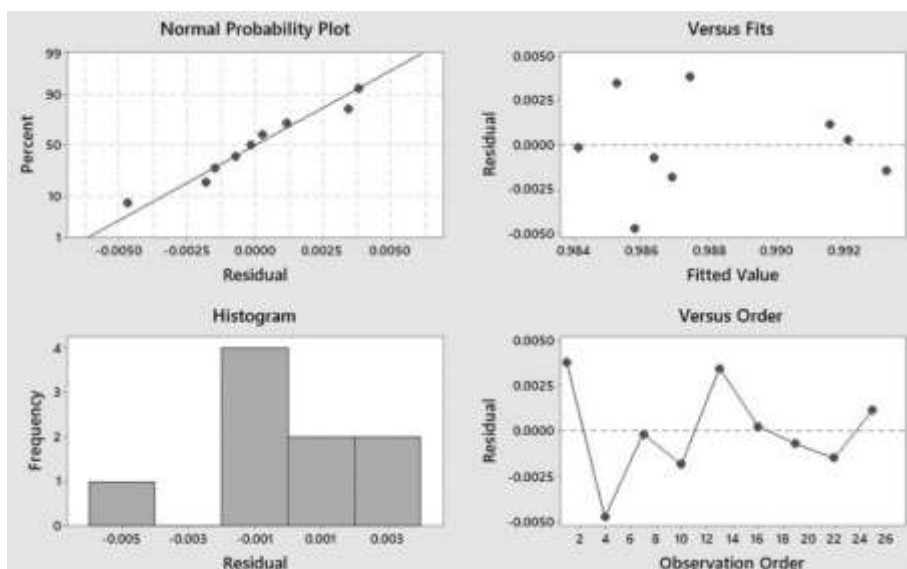 Normal Probability Plot
Percent
99
90
50
10
1
-0.0050 -0.0025 0.0000 0.0025 0.0050
Residual
Versus Fits
Residual
0.0050
0.0025
0.0000
-0.0025
-0.0050
0.984 0.986 0.988 0.990 0.992
Fitted Value
Histogram
Frequency
4
3
2
1
0
-0.005 -0.003 -0.001 0.001 0.003
Residual
Versus Order
Residual
0.0050
0.0025
0.0000
-0.0025
-0.0050
2 4 6 8 10 12 14 16 18 20 22 24 26
Observation Order